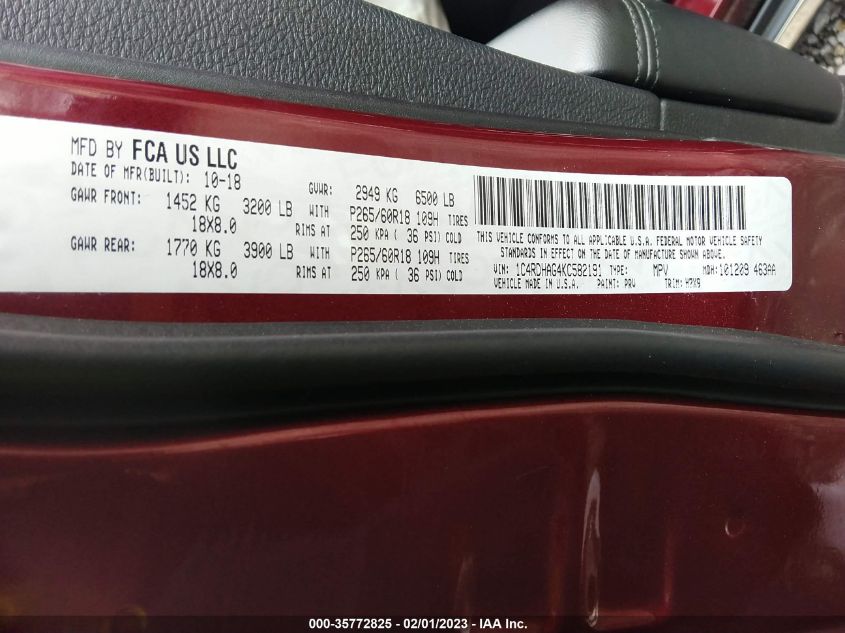 MFD BY FCA US LLC
DATE OF MFR(BUILT): 10-18 GVWR: 2949 KG 6500 LB
GAWR FRONT: 1452 KG 3200 LB WITH P265/60R18 109H TIRES
18X8.0 RIMS AT 250 KPA ( 36 PSI) COLD
GAWR REAR: 1770 KG 3900 LB WITH P265/60R18 109H TIRES
18X8.0 RIMS AT 250 KPA ( 36 PSI) COLD
THIS VEHICLE CONFORMS TO ALL APPLICABLE U.S.A. FEDERAL MOTOR VEHICLE SAFETY
STANDARDS IN EFFECT ON THE DATE OF MANUFACTURE SHOWN ABOVE.
VIN: 1C4RDHAG4KC582191 TYPE: MPV MDH: 101209 463AA
VEHICLE MADE IN U.S.A. PAINT: PRV TRIM: H7X9
000-35772825 - 02/01/2023 - IAA Inc.